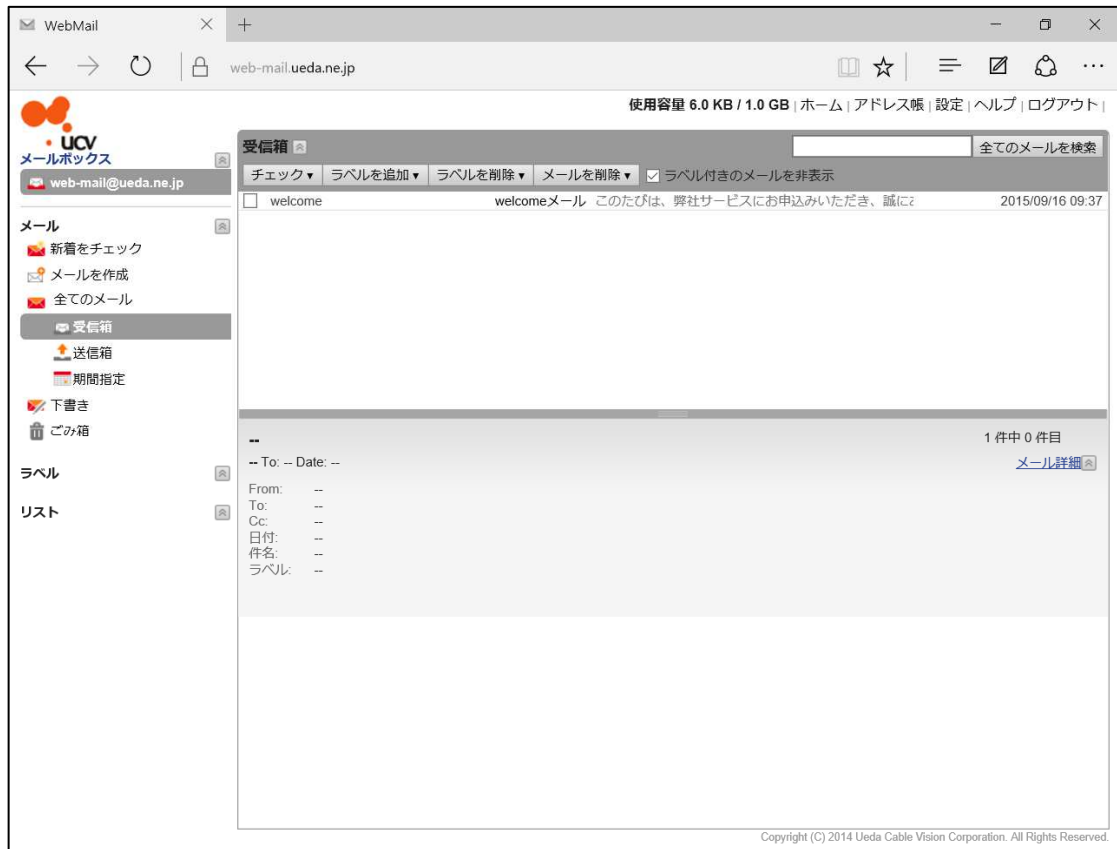 WebMail
web-mail.ueda.ne.jp
使用容量 6.0 KB / 1.0 GB | ホーム | アドレス帳 | 設定 | ヘルプ | ログアウト |
UCV
メールボックス
web-mail@ueda.ne.jp
受信箱
全てのメールを検索
チェック▼ ラベルを追加▼ ラベルを削除▼ メールを削除▼ ラベル付きのメールを非表示
welcome welcomeメール このたびは、弊社サービスにお申込みいただき、誠に 2015/09/16 09:37
メール
新着をチェック
メールを作成
全てのメール
受信箱
送信箱
期間指定
下書き
ごみ箱
ラベル
リスト
-- 1 件中 0 件目
-- To: -- Date: -- メール詳細
From: --
To: --
Cc: --
日付: --
件名: --
ラベル: --
Copyright (C) 2014 Ueda Cable Vision Corporation. All Rights Reserved.